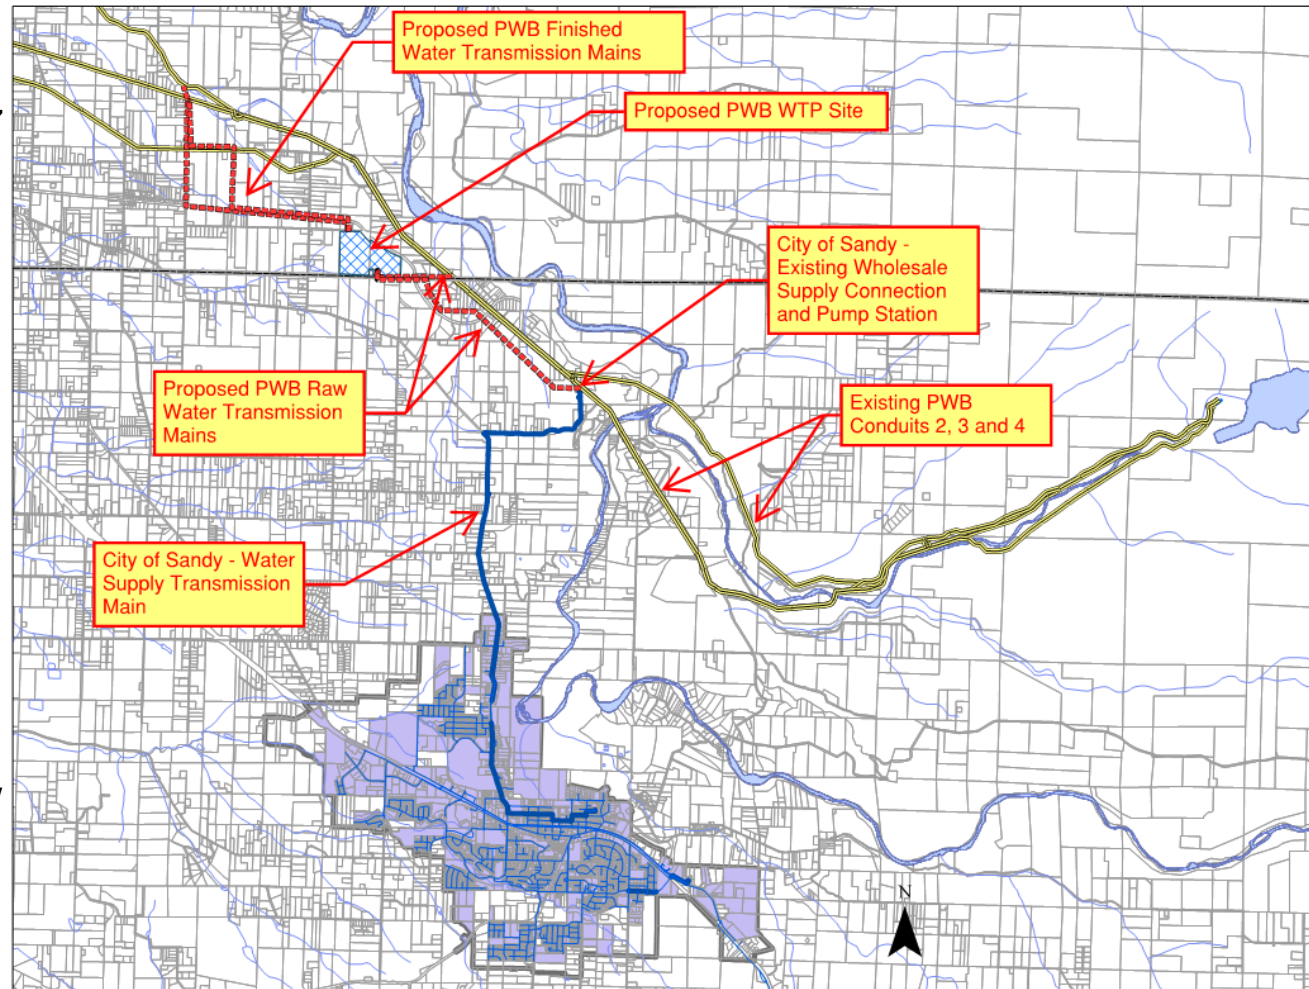 Proposed PWB Finished
Water Transmission Mains
Proposed PWB WTP Site
City of Sandy -
Existing Wholesale
Supply Connection
and Pump Station
Proposed PWB Raw
Water Transmission
Mains
Existing PWB
Conduits 2, 3 and 4
City of Sandy - Water
Supply Transmission
Main
N